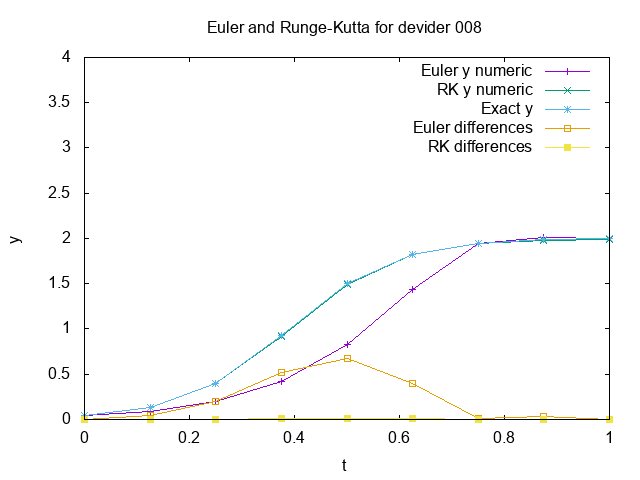 Euler and Runge-Kutta for devider 008
4
3.5
3
2.5
2
1.5
1
0.5
0
y
Euler y numeric
RK y numeric
Exact y
Euler differences
RK differences
0 0.2 0.4 0.6 0.8 1
t